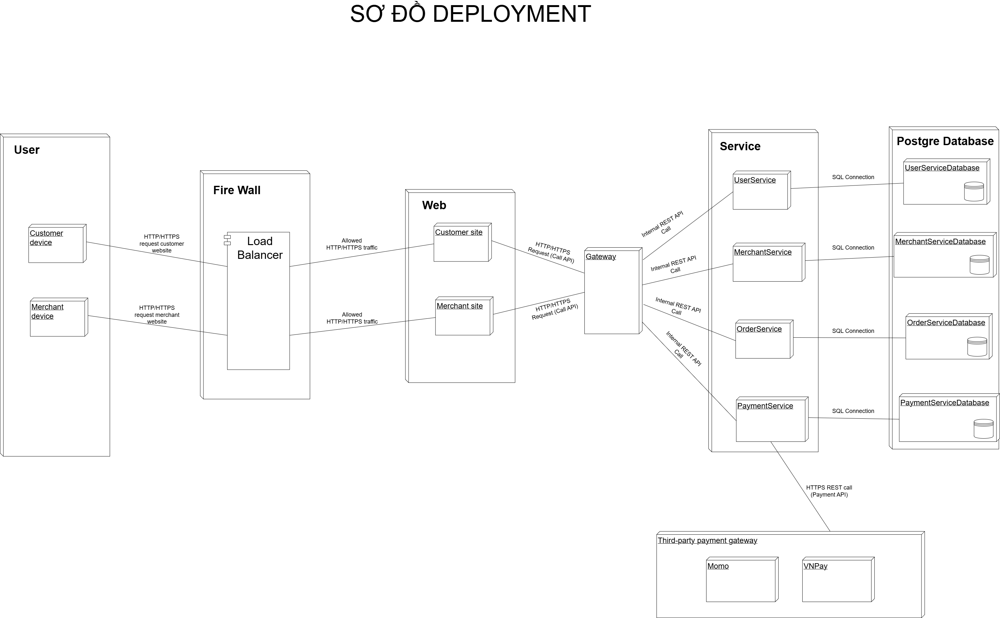 SƠ ĐỒ DEPLOYMENT
User
Customer
device
Merchant
device
HTTP/HTTPS
request customer
website
HTTP/HTTPS
request merchant
website
Fire Wall
Load
Balancer
Allowed
HTTP/HTTPS traffic
Allowed
HTTP/HTTPS traffic
Web
Customer site
Merchant site
HTTP/HTTPS
Request (Call API)
HTTP/HTTPS
Request (Call API)
Gateway
Internal REST API
Call
Internal REST API
Call
Internal REST API
Call
Internal REST API
Call
Service
UserService
MerchantService
OrderService
PaymentService
SQL Connection
SQL Connection
SQL Connection
SQL Connection
Postgre Database
UserServiceDatabase
MerchantServiceDatabase
OrderServiceDatabase
PaymentServiceDatabase
HTTPS REST call
(Payment API)
Third-party payment gateway
Momo
VNPay